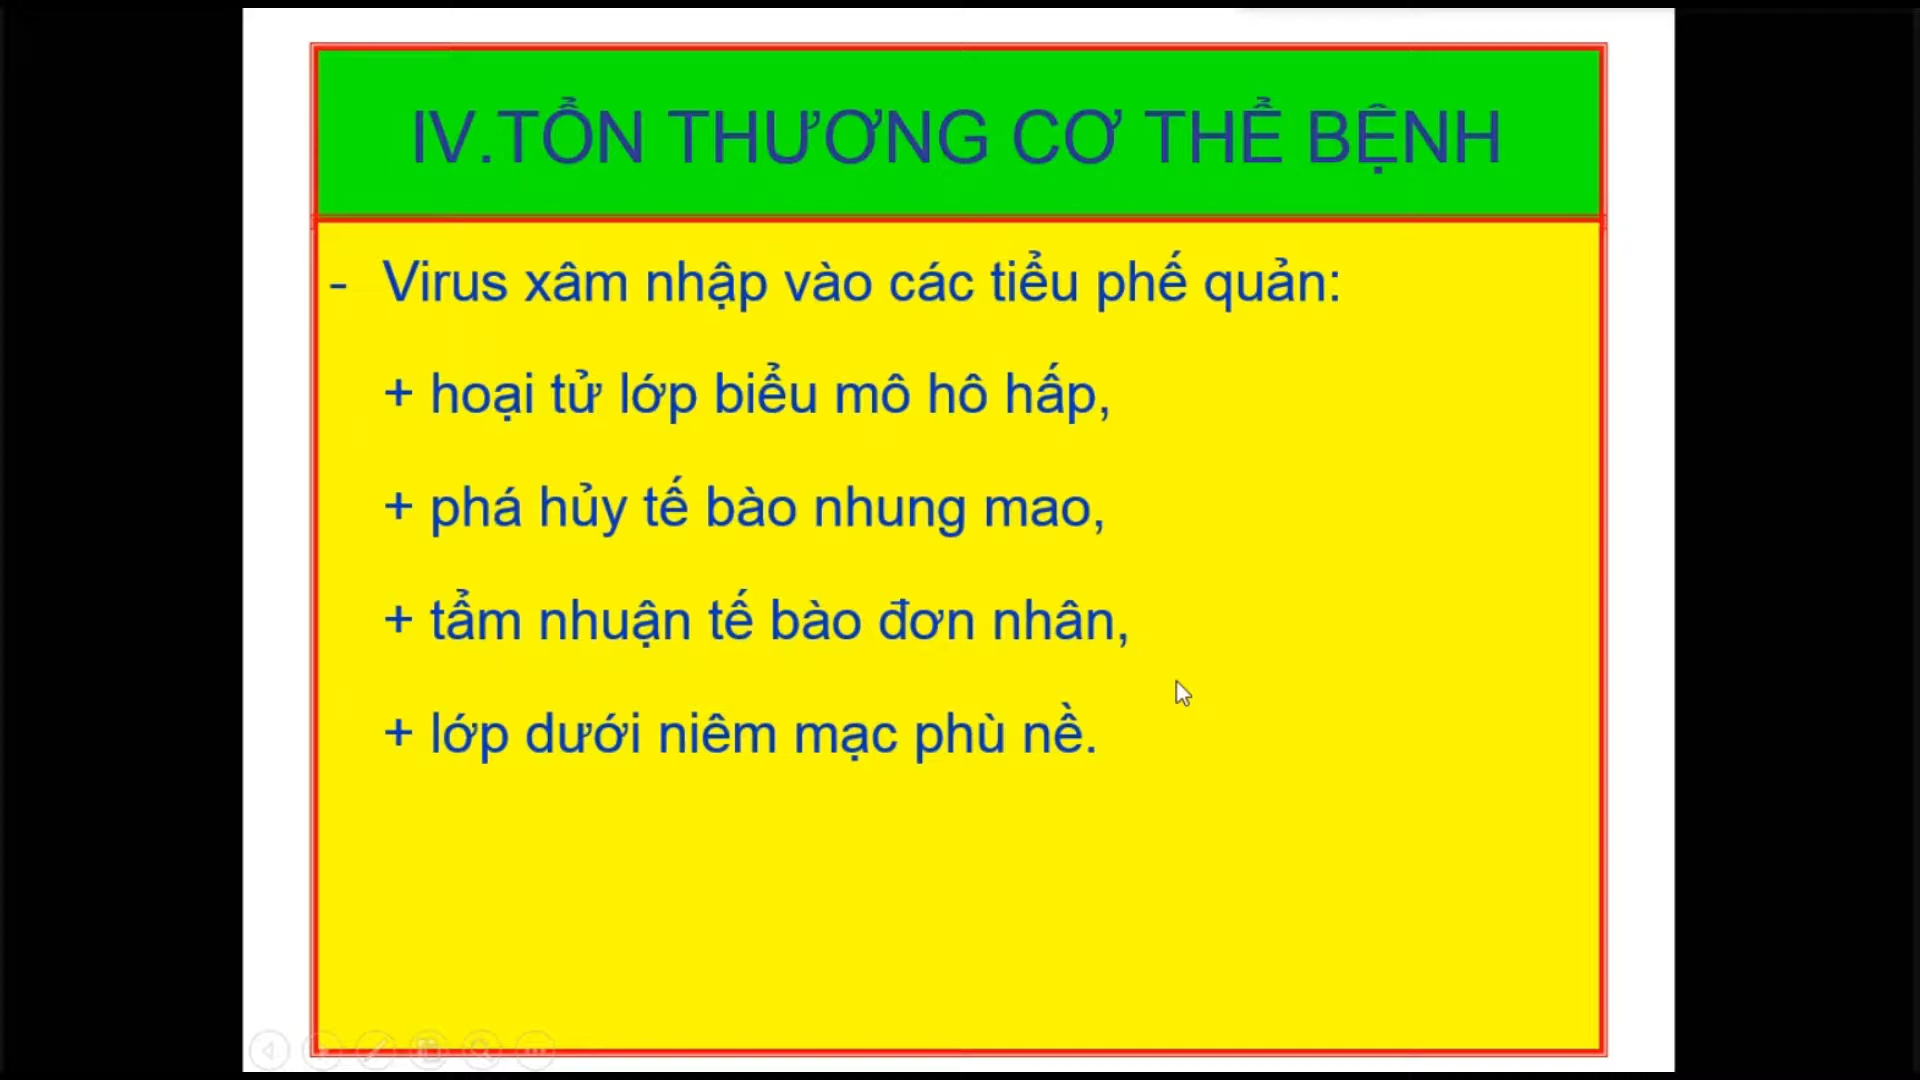 IV.TỔN THƯƠNG CƠ THỂ BỆNH
- Virus xâm nhập vào các tiểu phế quản:
+ hoại tử lớp biểu mô hô hấp,
+ phá hủy tế bào nhung mao,
+ tẩm nhuận tế bào đơn nhân,
+ lớp dưới niêm mạc phù nề.